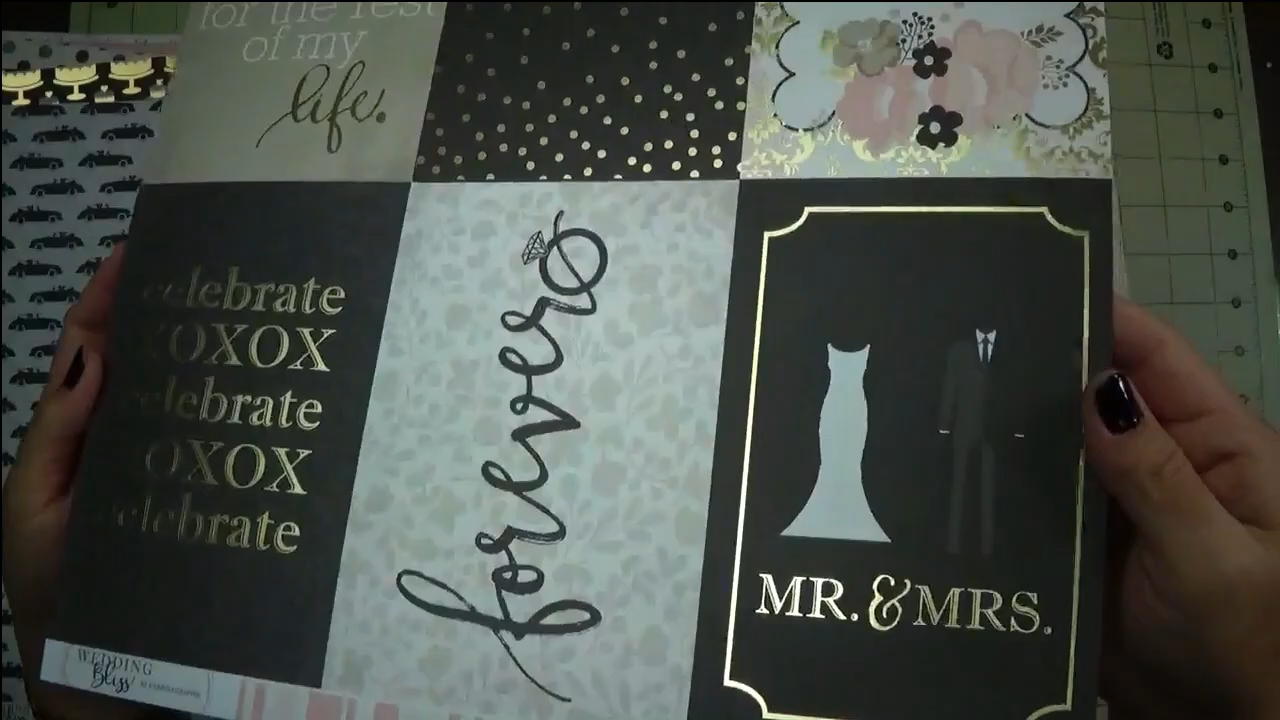 for the rest
of my
life.
celebrate
XOXOX
celebrate
XOXOX
celebrate
forever
MR. & MRS.
WEDDING
Bliss